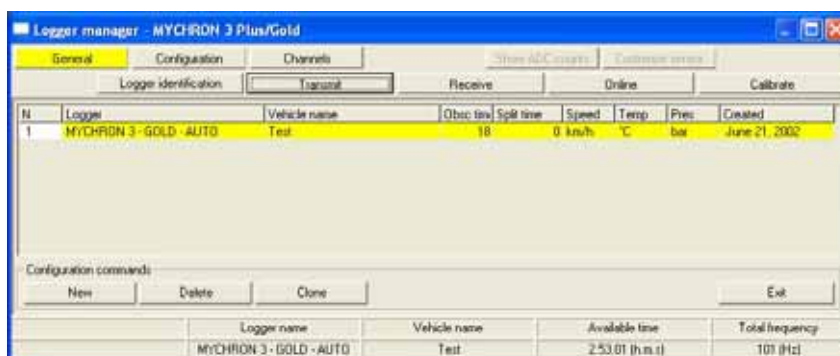 Logger manager - MYCHRON 3 Plus/Gold
General Configuration Channels Show ADC counts Customize sensor
Logger identification Transmit Receive Online Calibrate
N Logger Vehicle name Obsc time Split time Speed Temp Pres Created
1 MYCHRON 3 - GOLD - AUTO Test 18 0 km/h °C bar June 21, 2002
Configuration commands
New Delete Clone Exit
Logger name Vehicle name Available time Total frequency
MYCHRON 3 - GOLD - AUTO Test 2.53.01 (h.m.s) 101 (Hz)